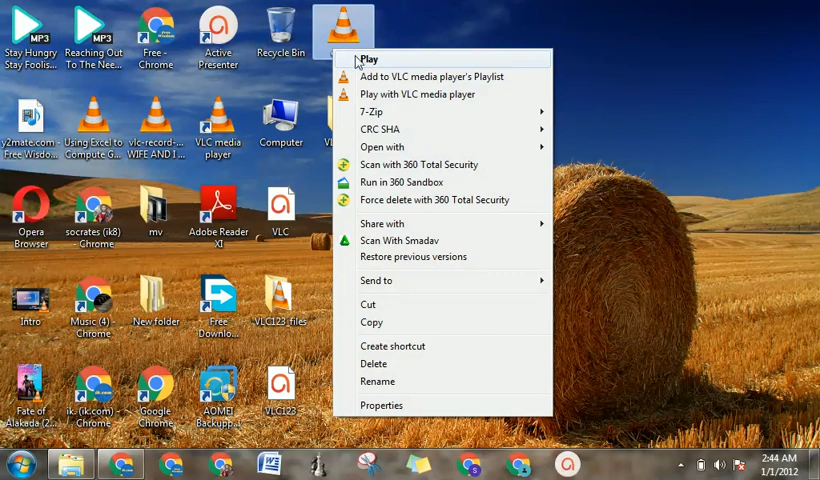 Stay Hungry
Stay Foolis...
Reaching Out
To The Nee...
Free -
Chrome
Active
Presenter
Recycle Bin
y2mate.com -
Free Wisdo...
Using Excel to
Compute G...
vlc-record-...
WIFE AND I ...
VLC media
player
Computer
Opera
Browser
socrates (ik8)
- Chrome
mv
Adobe Reader
XI
VLC
Intro
Music (4) -
Chrome
New folder
Free
Downlo...
VLC123_files
Fate of
Alakada (2...
ik. (ik.com) -
Chrome
Google
Chrome
AOMEI
Backupp...
VLC123
Play
Add to VLC media player's Playlist
Play with VLC media player
7-Zip
CRC SHA
Open with
Scan with 360 Total Security
Run in 360 Sandbox
Force delete with 360 Total Security
Share with
Scan With Smadav
Restore previous versions
Send to
Cut
Copy
Create shortcut
Delete
Rename
Properties
2:44 AM
1/1/2012